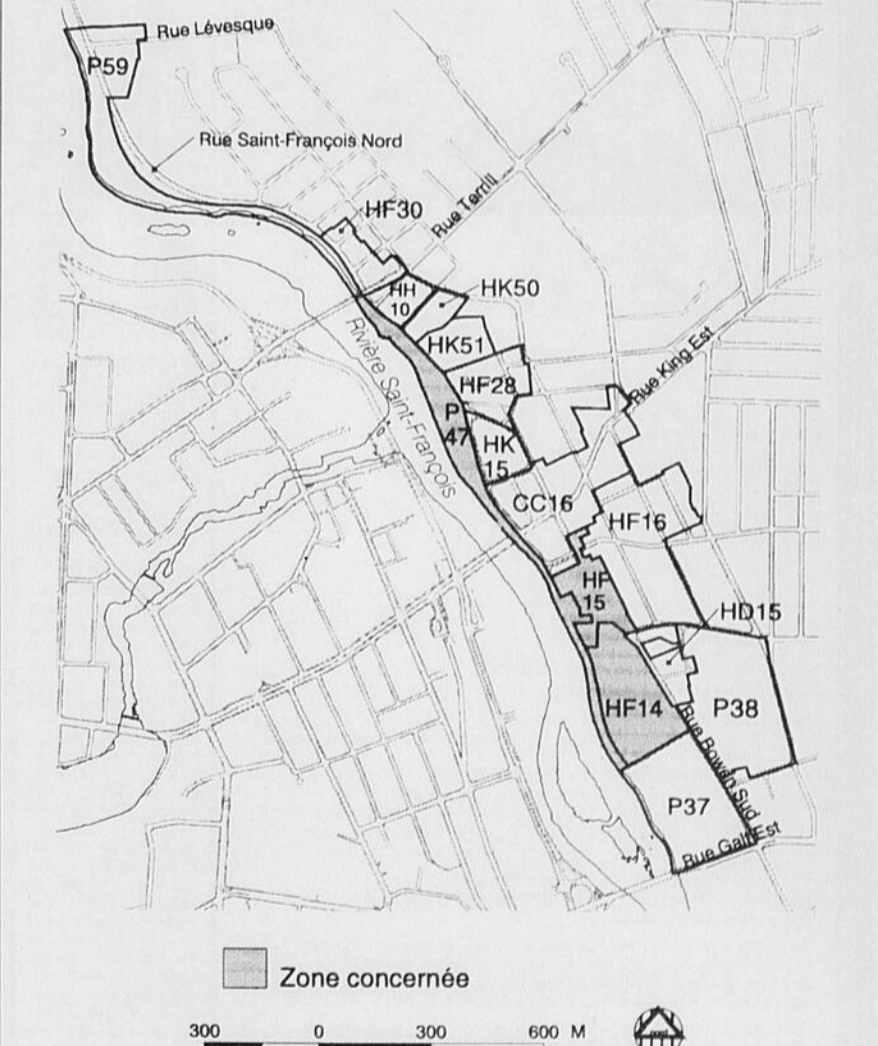 Rue Lévesque
P59
Rue Saint-François Nord
HF30
Rue Terrill
HH
10
HK50
HK51
Rivière Saint-François
Rue King Est
HF28
P
47
HK
15
CC16
HF16
HF
15
HD15
HF14
P38
Rue Bowen Sud
P37
Rue Galt Est
Zone concernée
300 0 300 600 M